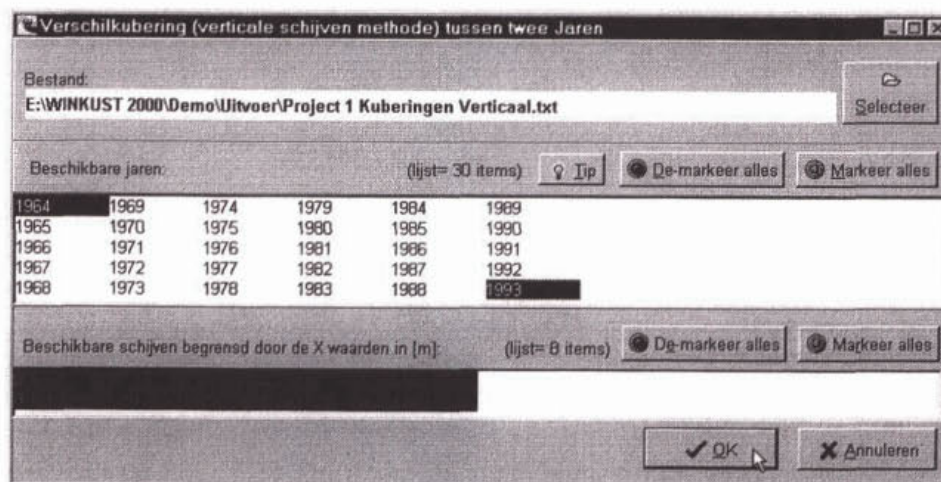 Verschilkubering (verticale schijven methode) tussen twee Jaren
Bestand:
E:\WINKUST 2000\Demo\Uitvoer\Project 1 Kuberingen Verticaal.txt
Selecteer
Beschikbare jaren: (lijst= 30 items) Tip De-markeer alles Markeer alles
1964 1969 1974 1979 1984 1989
1965 1970 1975 1980 1985 1990
1966 1971 1976 1981 1986 1991
1967 1972 1977 1982 1987 1992
1968 1973 1978 1983 1988 1993
Beschikbare schijven begrensd door de X waarden in [m]: (lijst= 8 items) De-markeer alles Markeer alles
OK Annuleren